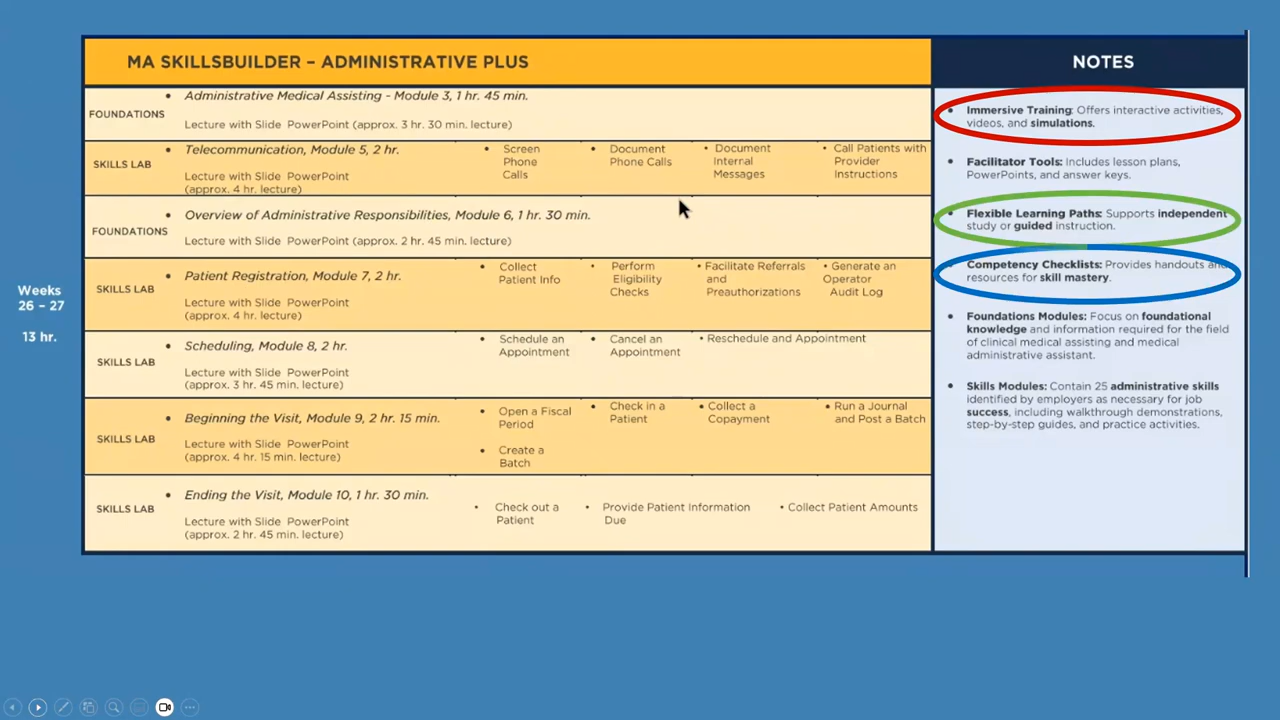 MA SKILLSBUILDER – ADMINISTRATIVE PLUS
NOTES
Weeks
26 – 27
13 hr.
FOUNDATIONS
• Administrative Medical Assisting - Module 3, 1 hr. 45 min.
Lecture with Slide PowerPoint (approx. 3 hr. 30 min. lecture)
SKILLS LAB
• Telecommunication, Module 5, 2 hr.
Lecture with Slide PowerPoint
(approx. 4 hr. lecture)
• Screen
Phone
Calls
• Document
Phone Calls
• Document
Internal
Messages
• Call Patients with
Provider
Instructions
FOUNDATIONS
• Overview of Administrative Responsibilities, Module 6, 1 hr. 30 min.
Lecture with Slide PowerPoint (approx. 2 hr. 45 min. lecture)
SKILLS LAB
• Patient Registration, Module 7, 2 hr.
Lecture with Slide PowerPoint
(approx. 4 hr. lecture)
• Collect
Patient Info
• Perform
Eligibility
Checks
• Facilitate Referrals
and
Preauthorizations
• Generate an
Operator
Audit Log
SKILLS LAB
• Scheduling, Module 8, 2 hr.
Lecture with Slide PowerPoint
(approx. 3 hr. 45 min. lecture)
• Schedule an
Appointment
• Cancel an
Appointment
• Reschedule and Appointment
SKILLS LAB
• Beginning the Visit, Module 9, 2 hr. 15 min.
Lecture with Slide PowerPoint
(approx. 4 hr. 15 min. lecture)
• Open a Fiscal
Period
• Create a
Batch
• Check in a
Patient
• Collect a
Copayment
• Run a Journal
and Post a Batch
SKILLS LAB
• Ending the Visit, Module 10, 1 hr. 30 min.
Lecture with Slide PowerPoint
(approx. 2 hr. 45 min. lecture)
• Check out a
Patient
• Provide Patient Information
Due
• Collect Patient Amounts
• Immersive Training: Offers interactive activities,
videos, and simulations.
• Facilitator Tools: Includes lesson plans,
PowerPoints, and answer keys.
• Flexible Learning Paths: Supports independent
study or guided instruction.
• Competency Checklists: Provides handouts and
resources for skill mastery.
• Foundations Modules: Focus on foundational
knowledge and information required for the field
of clinical medical assisting and medical
administrative assistant.
• Skills Modules: Contain 25 administrative skills
identified by employers as necessary for job
success, including walkthrough demonstrations,
step-by-step guides, and practice activities.